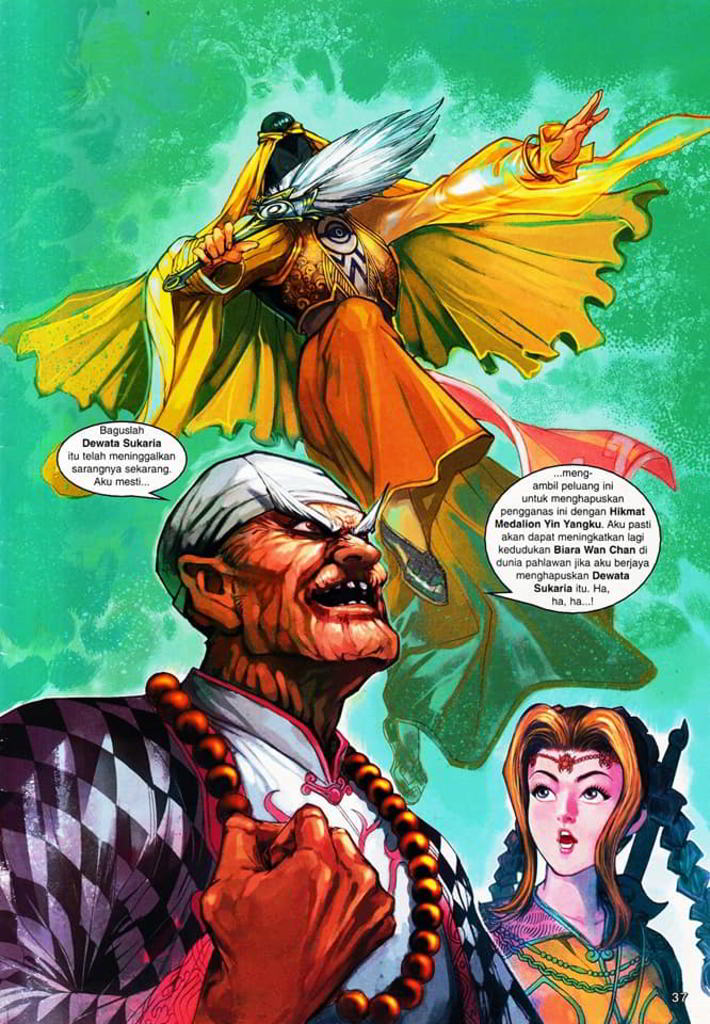 Baguslah
Dewata Sukaria
itu telah meninggalkan
sarangnya sekarang.
Aku mesti...
...meng-
ambil peluang ini
untuk menghapuskan
pengganas ini dengan Hikmat
Medalion Yin Yangku. Aku pasti
akan dapat meningkatkan lagi
kedudukan Biara Wan Chan di
dunia pahlawan jika aku berjaya
menghapuskan Dewata
Sukaria itu. Ha,
ha, ha...!
37